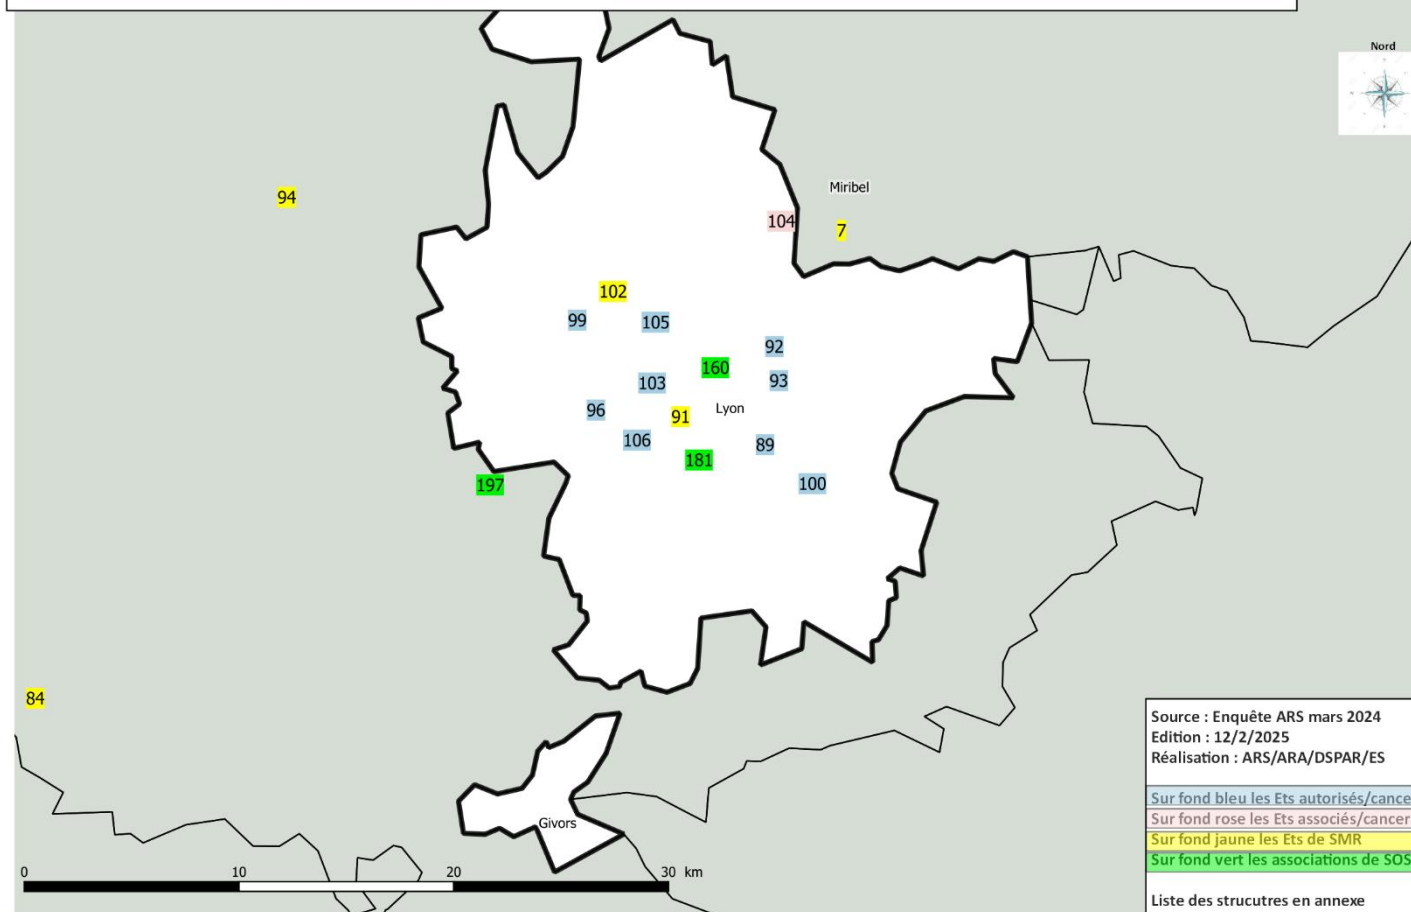 Nord
Miribel
94
104
7
102
99
105
92
160
103
93
96
91
Lyon
106
89
181
197
100
84
Givors
0 10 20 30 km
Source : Enquête ARS mars 2024
Edition : 12/2/2025
Réalisation : ARS/ARA/DSPAR/ES
Sur fond bleu les Ets autorisés/cance
Sur fond rose les Ets associés/cancer
Sur fond jaune les Ets de SMR
Sur fond vert les associations de SOS
Liste des strucutres en annexe